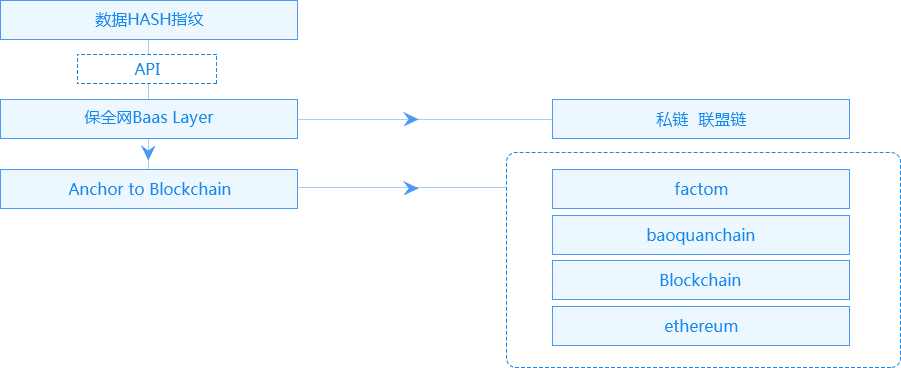 数据HASH指纹
API
保全网Baas Layer
私链 联盟链
Anchor to Blockchain
factom
baoquanchain
Blockchain
ethereum